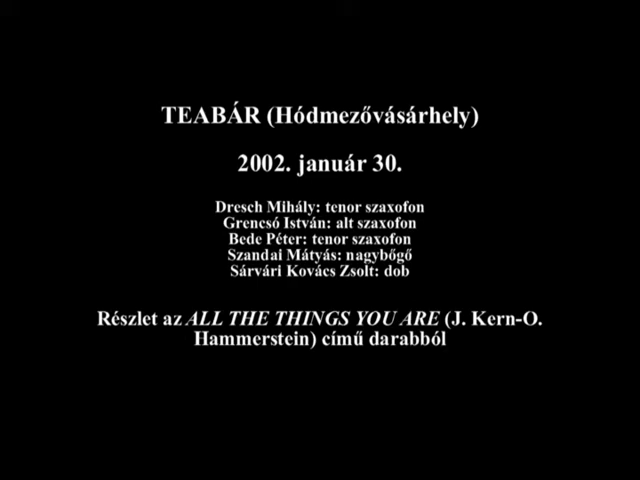 TEABÁR (Hódmezővásárhely)
2002. január 30.
Dresch Mihály: tenor szaxofon
Grencsó István: alt szaxofon
Bede Péter: tenor szaxofon
Szandai Mátyás: nagybőgő
Sárvári Kovács Zsolt: dob
Részlet az ALL THE THINGS YOU ARE (J. Kern-O.
Hammerstein) című darabból